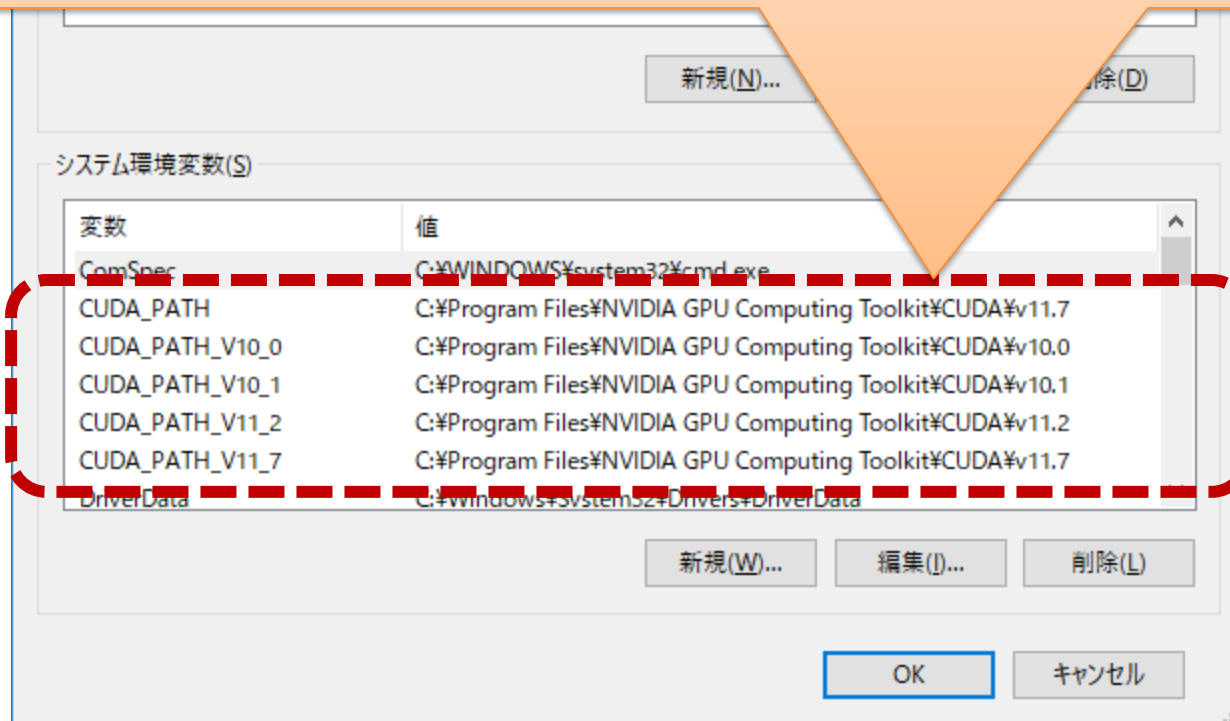 新規(N)...
除(D)
システム環境変数(S)
変数 値
ComSpec C:¥WINDOWS¥system32¥cmd.exe
CUDA_PATH C:¥Program Files¥NVIDIA GPU Computing Toolkit¥CUDA¥v11.7
CUDA_PATH_V10_0 C:¥Program Files¥NVIDIA GPU Computing Toolkit¥CUDA¥v10.0
CUDA_PATH_V10_1 C:¥Program Files¥NVIDIA GPU Computing Toolkit¥CUDA¥v10.1
CUDA_PATH_V11_2 C:¥Program Files¥NVIDIA GPU Computing Toolkit¥CUDA¥v11.2
CUDA_PATH_V11_7 C:¥Program Files¥NVIDIA GPU Computing Toolkit¥CUDA¥v11.7
DriverData C:¥Windows¥System32¥Drivers¥DriverData
新規(W)... 編集(I)... 削除(L)
OK キャンセル